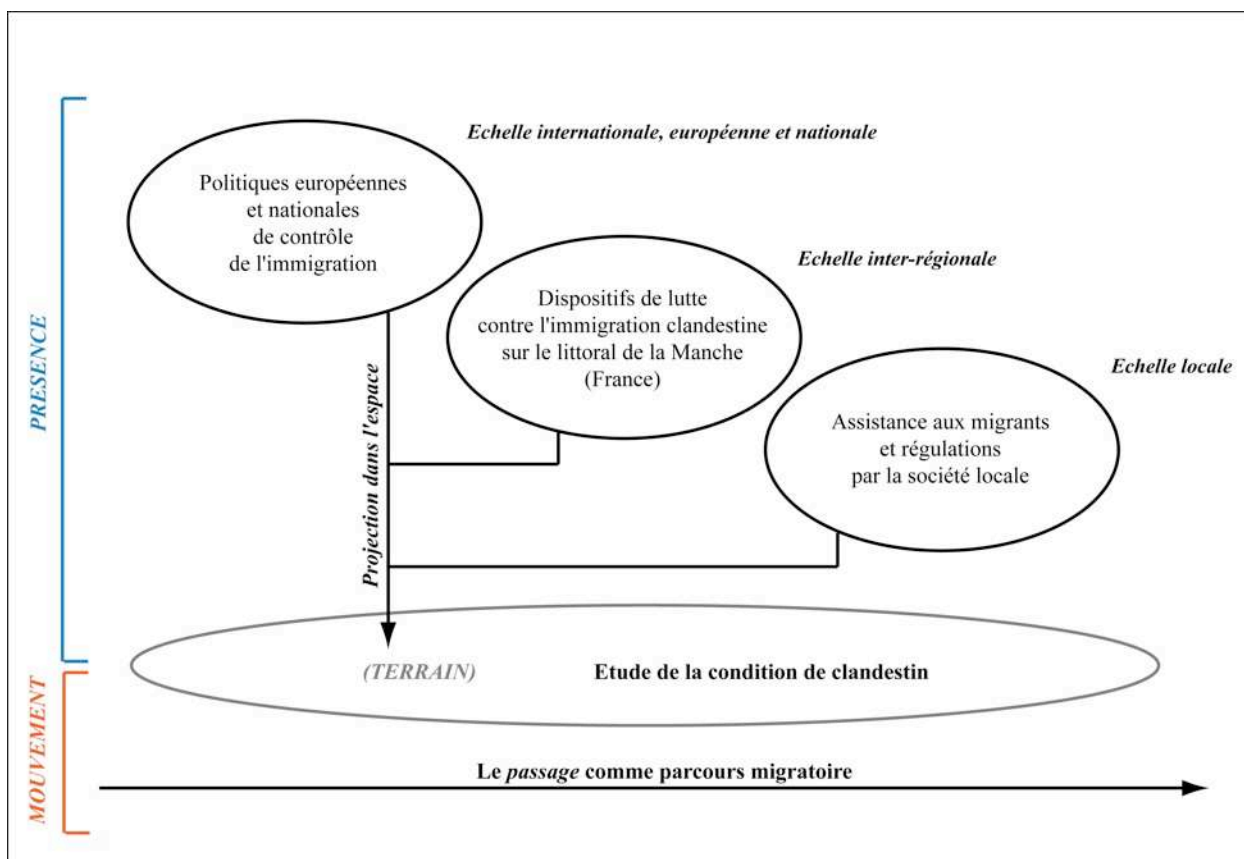 Echelle internationale, européenne et nationale
Politiques européennes
et nationales
de contrôle
de l'immigration
Echelle inter-régionale
Dispositifs de lutte
contre l'immigration clandestine
sur le littoral de la Manche
(France)
Echelle locale
Assistance aux migrants
et régulations
par la société locale
PRESENCE
Projection dans l'espace
(TERRAIN)
Etude de la condition de clandestin
MOUVEMENT
Le passage comme parcours migratoire